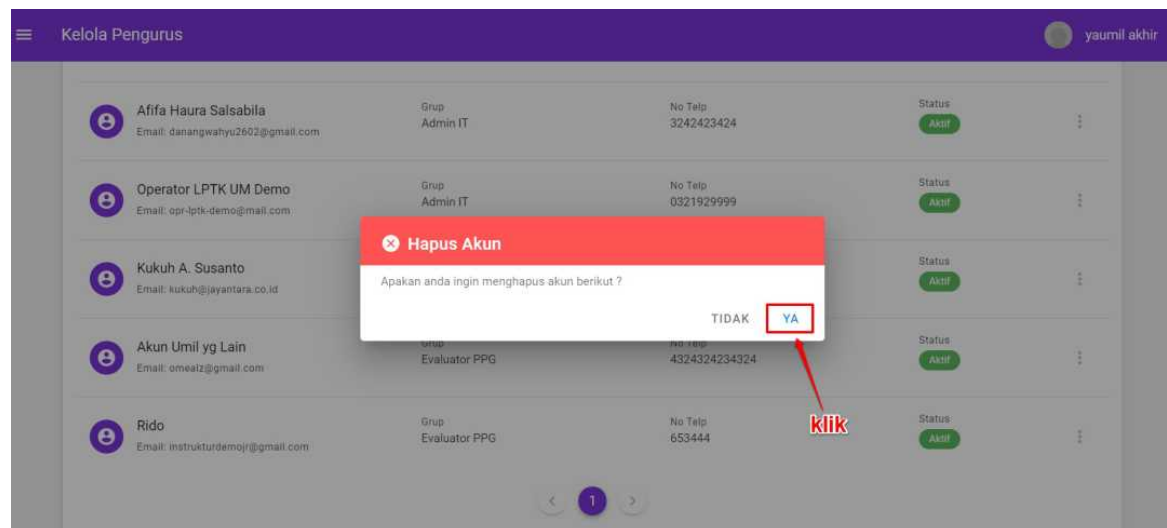 Kelola Pengurus
yaumil akhir
Afifa Haura Salsabila
Email: danangwahyu2602@gmail.com
Grup
Admin IT
No Telp
3242423424
Status
Aktif
Operator LPTK UM Demo
Email: opr-lptk-demo@mail.com
Grup
Admin IT
No Telp
0321929999
Status
Aktif
Hapus Akun
Apakan anda ingin menghapus akun berikut ?
TIDAK
YA
Kukuh A. Susanto
Email: kukuh@jayantara.co.id
Status
Aktif
Akun Umil yg Lain
Email: omealz@gmail.com
Grup
Evaluator PPG
No Telp
4324324234324
Status
Aktif
klik
Rido
Email: instrukturdemojr@gmail.com
Grup
Evaluator PPG
No Telp
653444
Status
Aktif
1